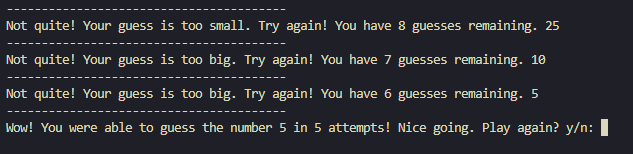 ----------------------------------------
Not quite! Your guess is too small. Try again! You have 8 guesses remaining. 25
----------------------------------------
Not quite! Your guess is too big. Try again! You have 7 guesses remaining. 10
----------------------------------------
Not quite! Your guess is too big. Try again! You have 6 guesses remaining. 5
----------------------------------------
Wow! You were able to guess the number 5 in 5 attempts! Nice going. Play again? y/n: